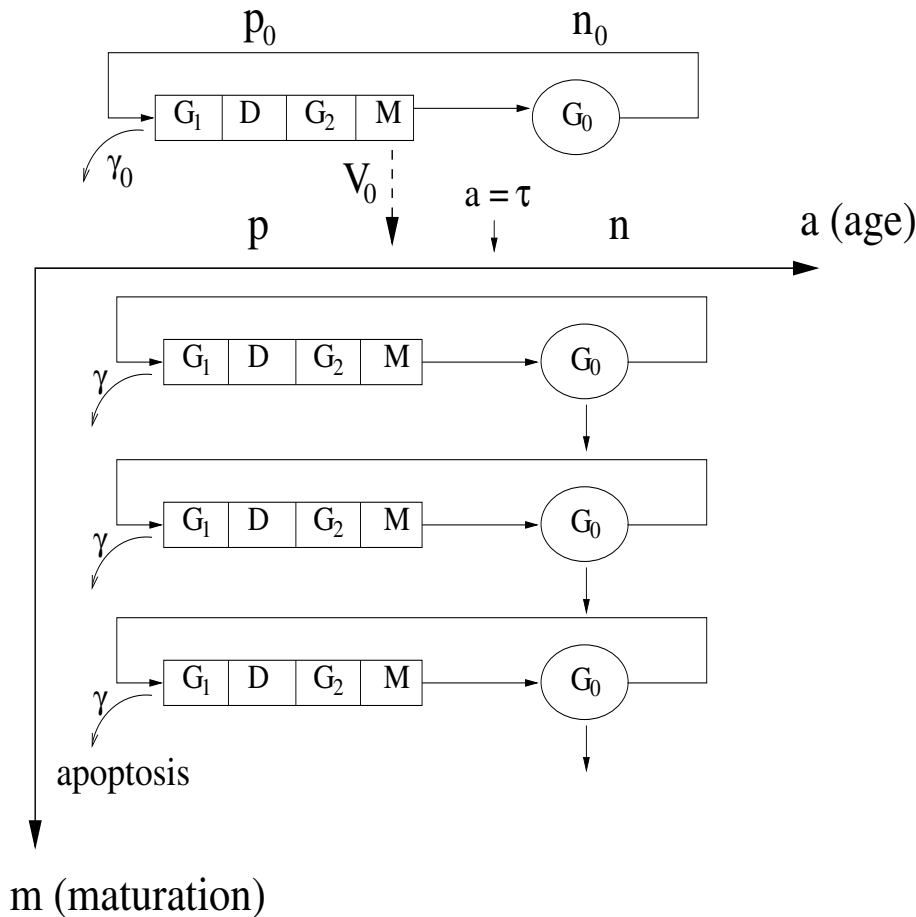 p₀ n₀
G₁ D G₂ M G₀
γ₀
V₀
a = τ
p n a (age)
G₁ D G₂ M G₀
γ
G₁ D G₂ M G₀
γ
G₁ D G₂ M G₀
γ
apoptosis
m (maturation)